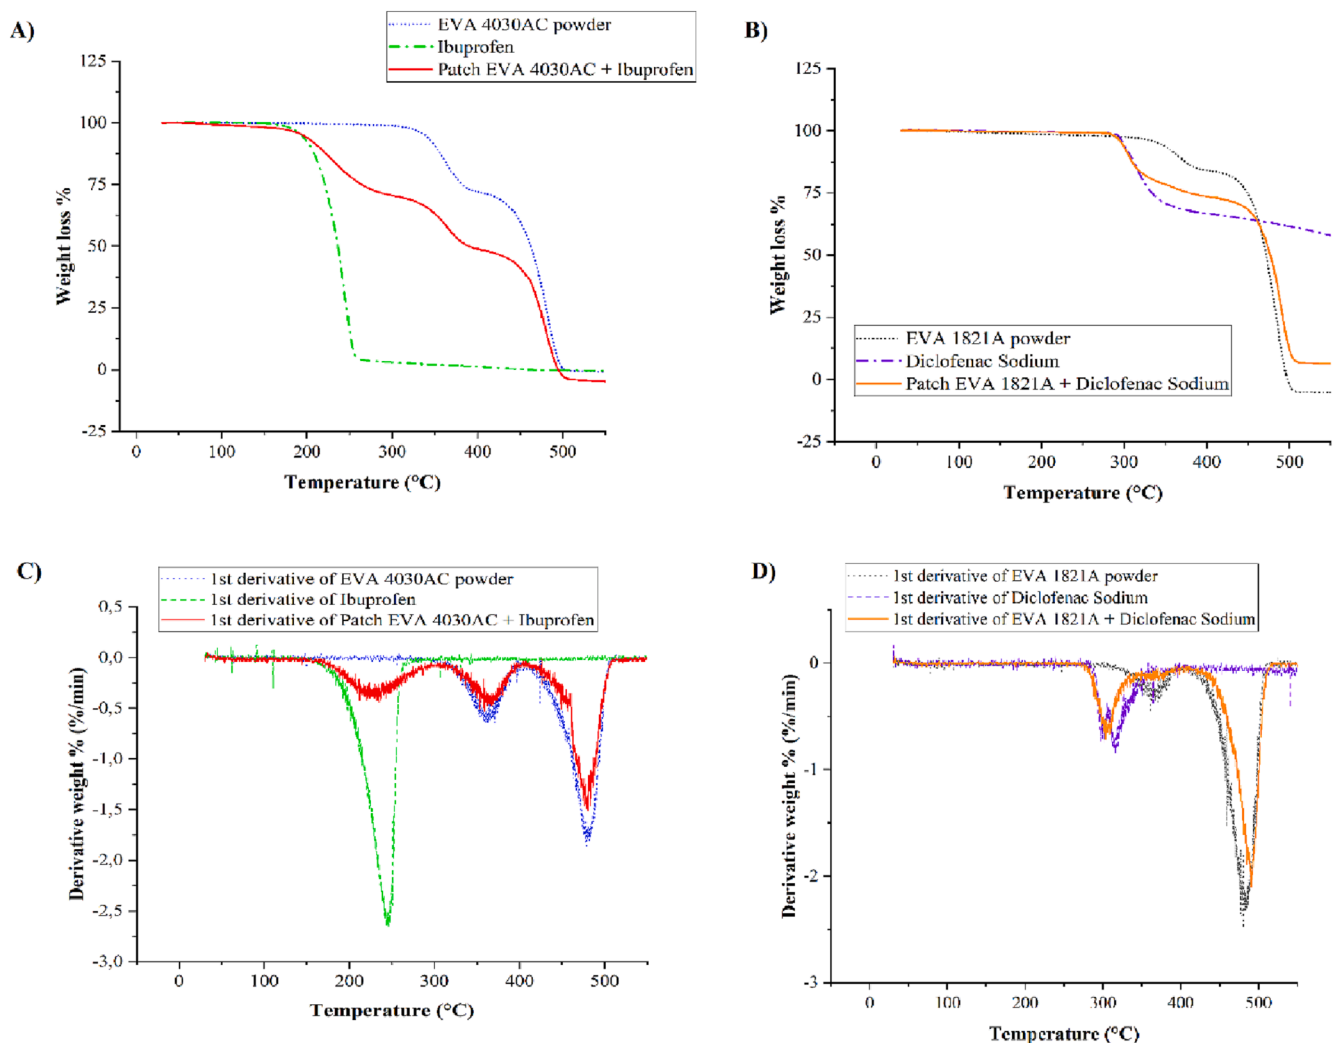 A)
EVA 4030AC powder
Ibuprofen
Patch EVA 4030AC + Ibuprofen
125
100
75
50
25
0
-25
Weight loss %
0 100 200 300 400 500
Temperature (°C)
B)
125
100
75
50
25
0
-25
Weight loss %
EVA 1821A powder
Diclofenac Sodium
Patch EVA 1821A + Diclofenac Sodium
0 100 200 300 400 500
Temperature (°C)
C)
1st derivative of EVA 4030AC powder
1st derivative of Ibuprofen
1st derivative of Patch EVA 4030AC + Ibuprofen
0,5
0,0
-0,5
-1,0
-1,5
-2,0
-2,5
-3,0
Derivative weight % (%/min)
0 100 200 300 400 500
Temperature (°C)
D)
1st derivative of EVA 1821A powder
1st derivative of Diclofenac Sodium
1st derivative of EVA 1821A + Diclofenac Sodium
0
-1
-2
-3
Derivative weight % (%/min)
0 100 200 300 400 500
Temperature (°C)